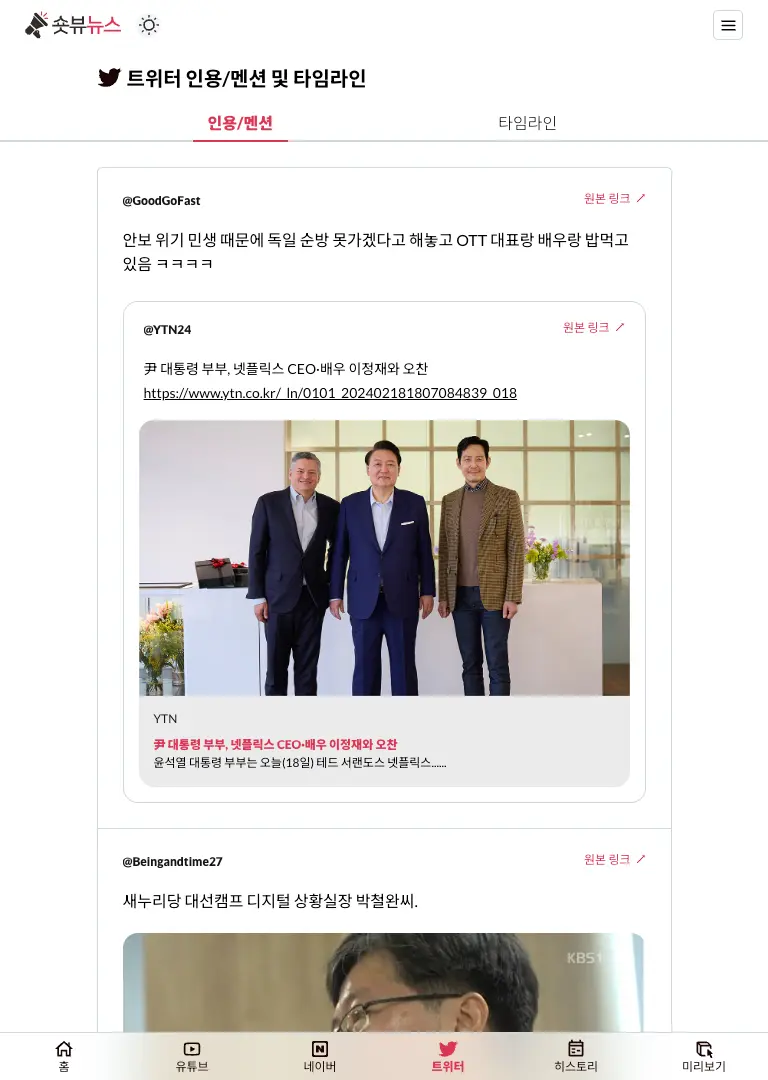 숏뷰뉴스
트위터 인용/멘션 및 타임라인
인용/멘션
타임라인
@GoodGoFast
원본 링크
안보 위기 민생 때문에 독일 순방 못가겠다고 해놓고 OTT 대표랑 배우랑 밥먹고
있음 ㅋㅋㅋㅋ
@YTN24
원본 링크
尹 대통령 부부, 넷플릭스 CEO·배우 이정재와 오찬
https://www.ytn.co.kr/_ln/0101_202402181807084839_018
YTN
尹 대통령 부부, 넷플릭스 CEO·배우 이정재와 오찬
윤석열 대통령 부부는 오늘(18일) 테드 서랜도스 넷플릭스......
@Beingandtime27
원본 링크
새누리당 대선캠프 디지털 상황실장 박철완씨.
KBS1
홈
유튜브
네이버
트위터
히스토리
미리보기